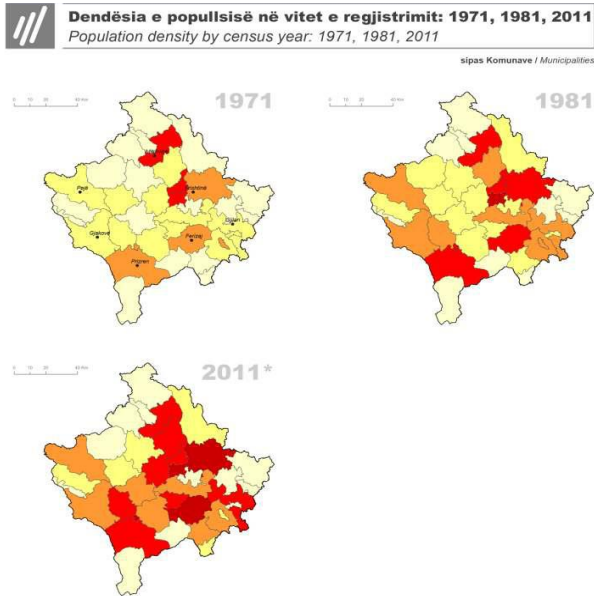 Dendësia e popullsisë në vitet e regjistrimit: 1971, 1981, 2011
Population density by census year: 1971, 1981, 2011
sipas Komunave / Municipalities
1971
1981
Pejë
Prishtinë
Gjilan
Gjakovë
Ferizaj
Prizren
2011*